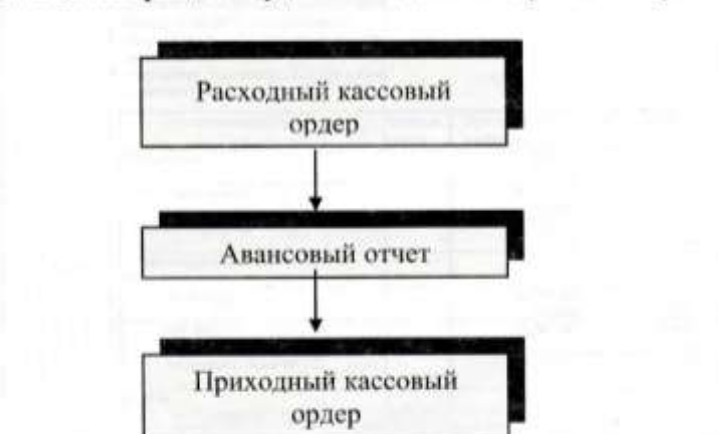 Расходный кассовый
ордер
Авансовый отчет
Приходный кассовый
ордер